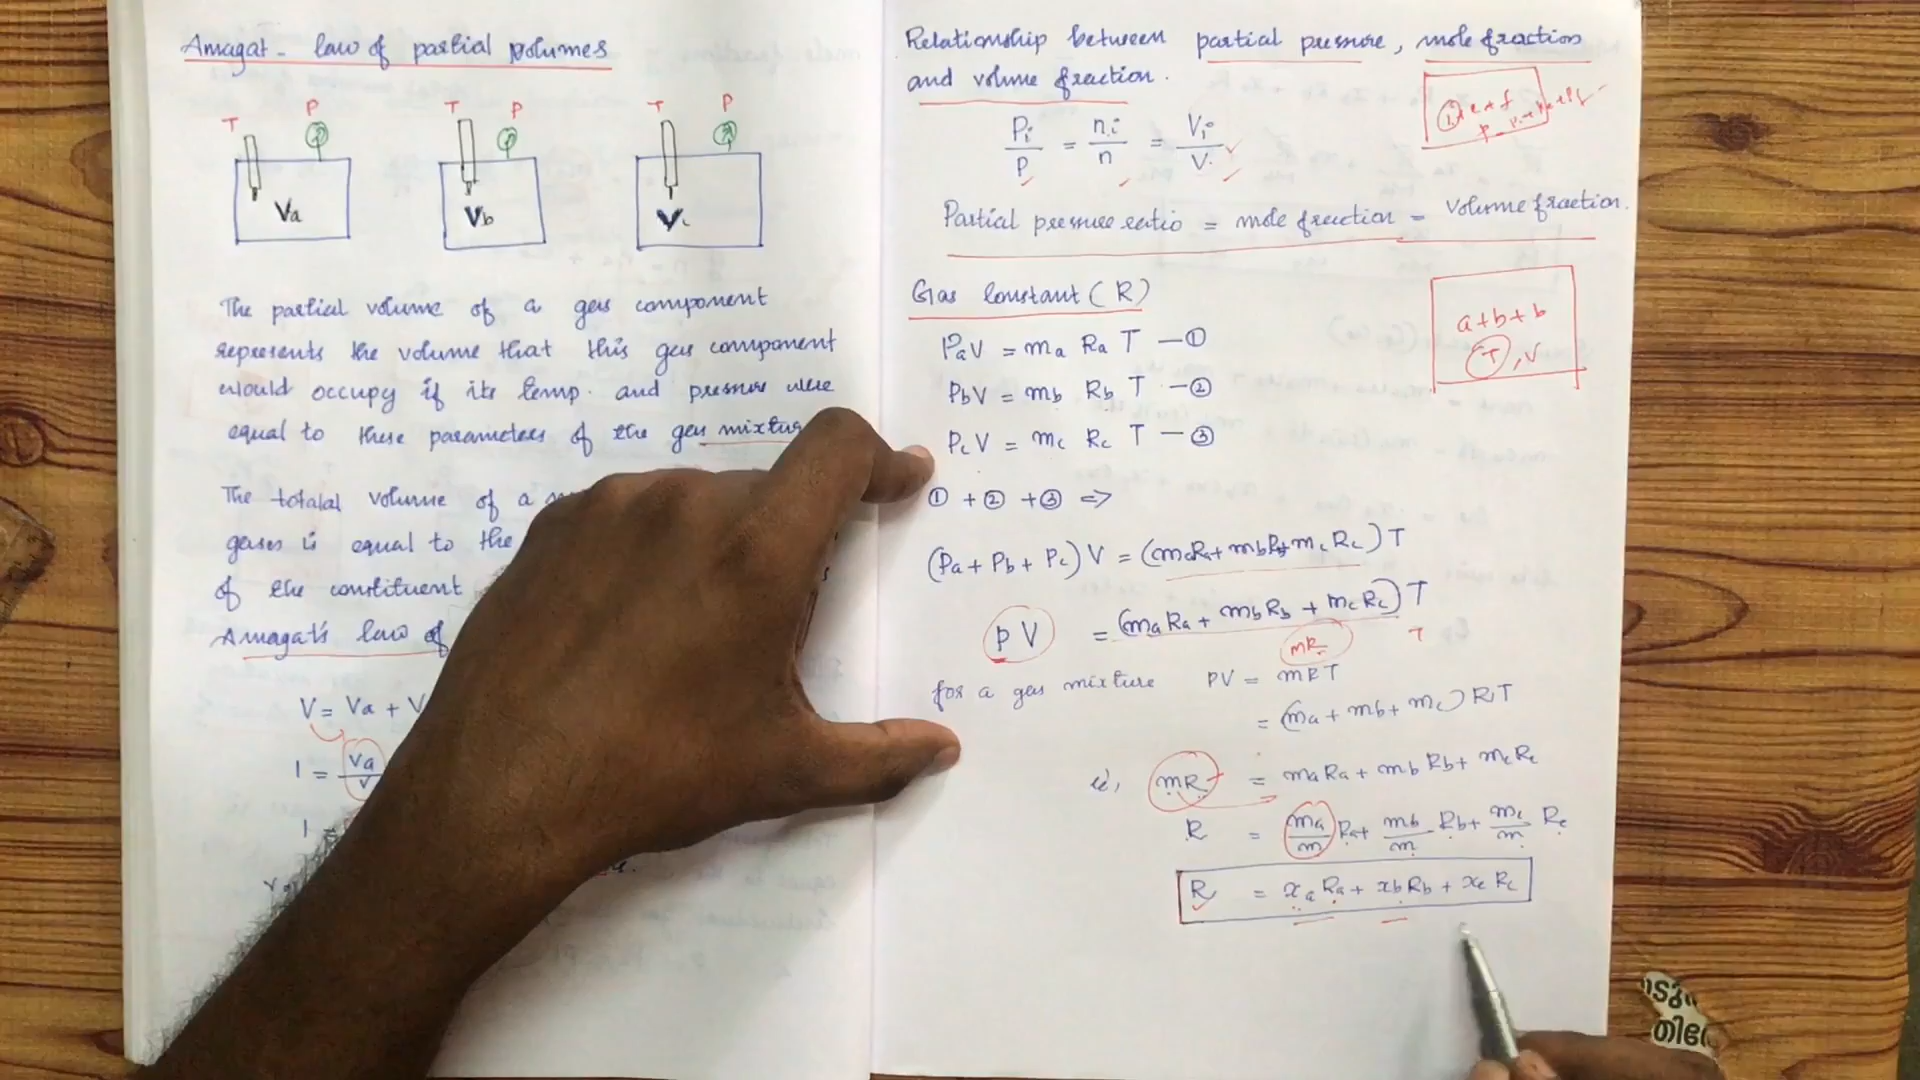 Amagat - law of partial volumes
T P T P T P
Va Vb Vc
The partial volume of a gas component
represents the volume that this gas component
would occupy if its temp. and pressure were
equal to these parameters of the gas mixtur
The totalal volume of a
gases is equal to the
of the constituent
Amagat's law of
V = Va + V
1 = Va/V
1 =
Relationship between partial pressure, mole fraction
and volume fraction.
Pi/P = ni/n = Vi/V
Partial pressure ratio = mole fraction = Volume fraction.
Gas Constant (R)
PaV = ma Ra T — ①
PbV = mb Rb T — ②
PcV = mc Rc T — ③
a+b+b
T, V
① + ② + ③ =>
(Pa + Pb + Pc) V = (maRa + mbRb + mcRc) T
PV = (maRa + mbRb + mcRc) T
mR T
for a gas mixture PV = mRT
= (ma + mb + mc) RT
ie, mR = maRa + mbRb + mcRc
R = ma/m Ra + mb/m Rb + mc/m Rc
R = xa Ra + xb Rb + xc Rc